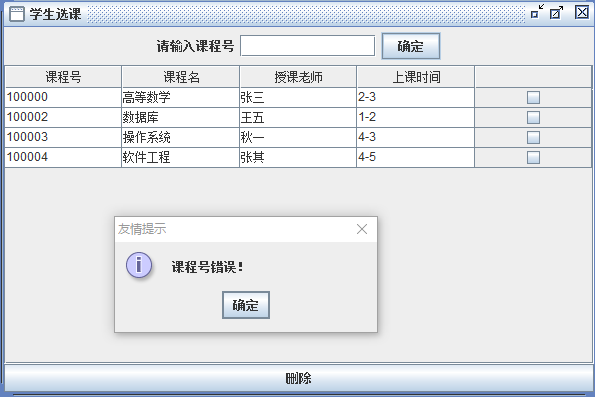 学生选课
请输入课程号 确定
课程号 课程名 授课老师 上课时间
100000 高等数学 张三 2-3
100002 数据库 王五 1-2
100003 操作系统 秋一 4-3
100004 软件工程 张其 4-5
友情提示
课程号错误!
确定
删除